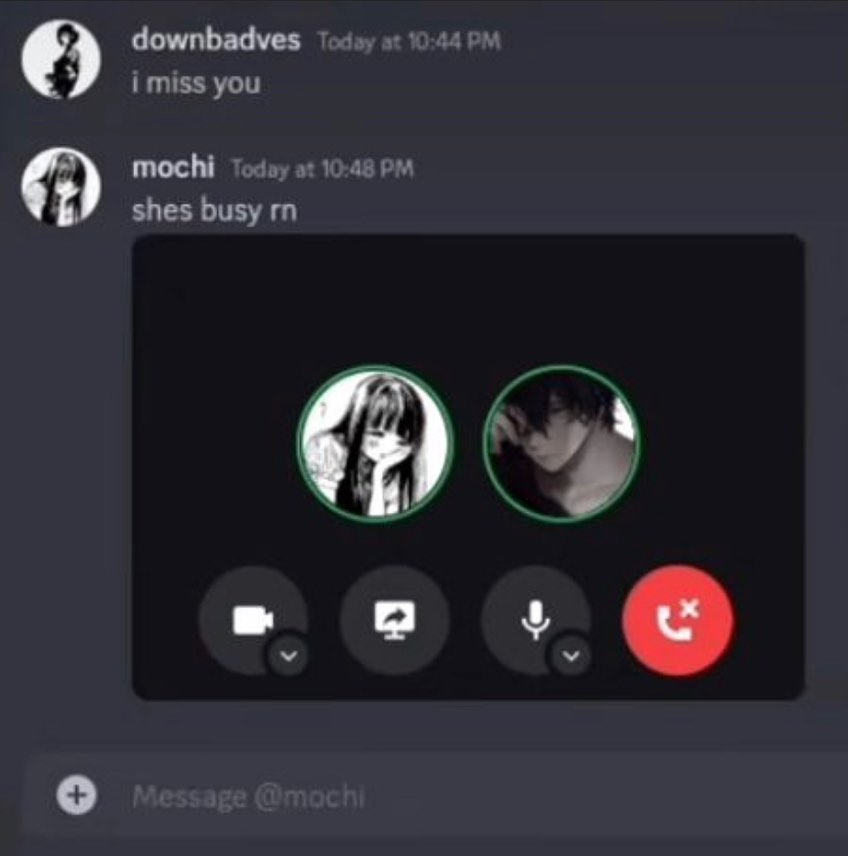 downbadves Today at 10:44 PM
i miss you
mochi Today at 10:48 PM
shes busy rn
Message @mochi